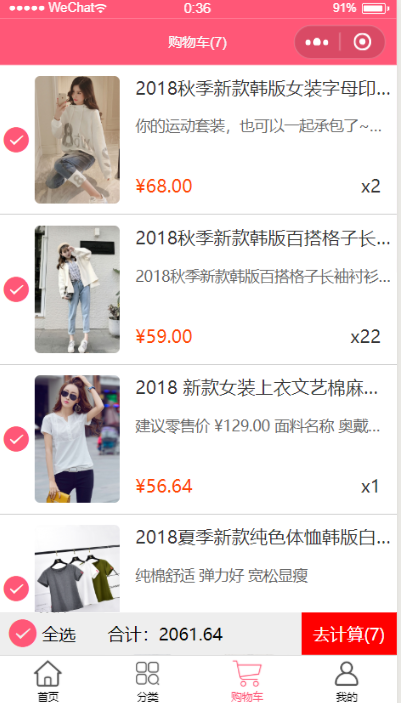 WeChat
0:36
91%
购物车(7)
2018秋季新款韩版女装字母印...
你的运动套装，也可以一起承包了~...
¥68.00
x2
2018秋季新款韩版百搭格子长...
2018秋季新款韩版百搭格子长袖衬衫...
¥59.00
x22
2018 新款女装上衣文艺棉麻...
建议零售价 ¥129.00 面料名称 奥戴...
¥56.64
x1
2018夏季新款纯色体恤韩版白...
纯棉舒适 弹力好 宽松显瘦
全选
合计：2061.64
去计算(7)
首页
分类
购物车
我的